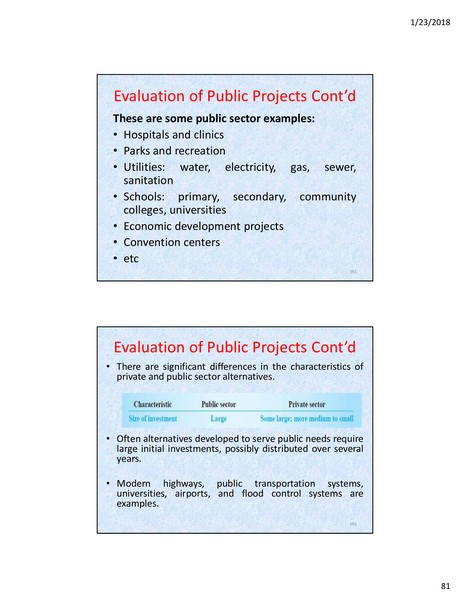 1/23/2018
Evaluation of Public Projects Cont’d
These are some public sector examples:
• Hospitals and clinics
• Parks and recreation
• Utilities: water, electricity, gas, sewer,
sanitation
• Schools: primary, secondary, community
colleges, universities
• Economic development projects
• Convention centers
• etc
Evaluation of Public Projects Cont’d
• There are significant differences in the characteristics of
private and public sector alternatives.
Characteristic Public sector Private sector
Size of investment Large Some large; more medium to small
• Often alternatives developed to serve public needs require
large initial investments, possibly distributed over several
years.
• Modern highways, public transportation systems,
universities, airports, and flood control systems are
examples.
81